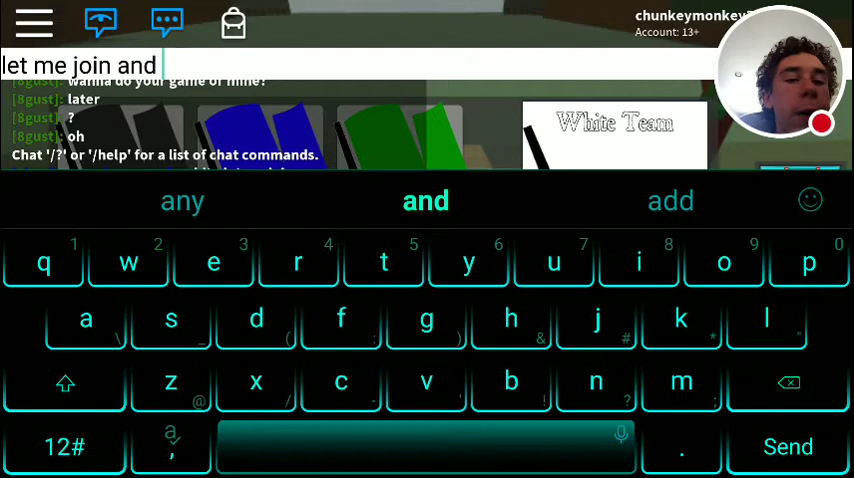 chunkeymonkey
Account: 13+
let me join and
[8gust]: wanna do your game or mine?
[8gust]: later
[8gust]: ?
[8gust]: oh
Chat '/?' or '/help' for a list of chat commands.
White Team
any and add
1 2 3 4 5 6 7 8 9 0
q w e r t y u i o p
a s d f g h j k l
\ _ ( : ) & # * "
z x c v b n m
@ / - ' ! ? ;
12# a , . Send